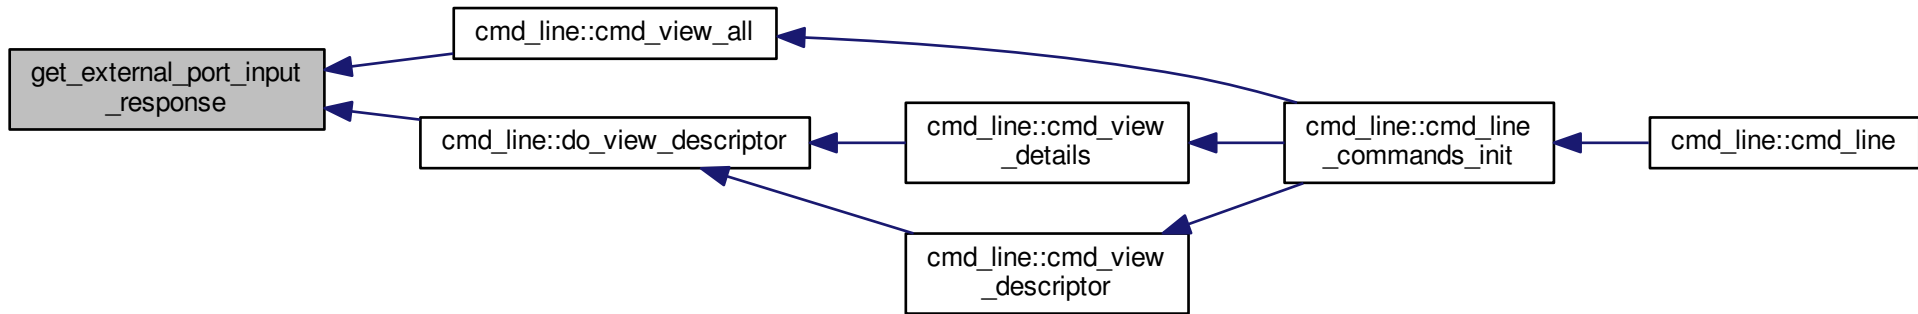 get_external_port_input
_response
cmd_line::cmd_view_all
cmd_line::do_view_descriptor
cmd_line::cmd_view
_details
cmd_line::cmd_view
_descriptor
cmd_line::cmd_line
_commands_init
cmd_line::cmd_line